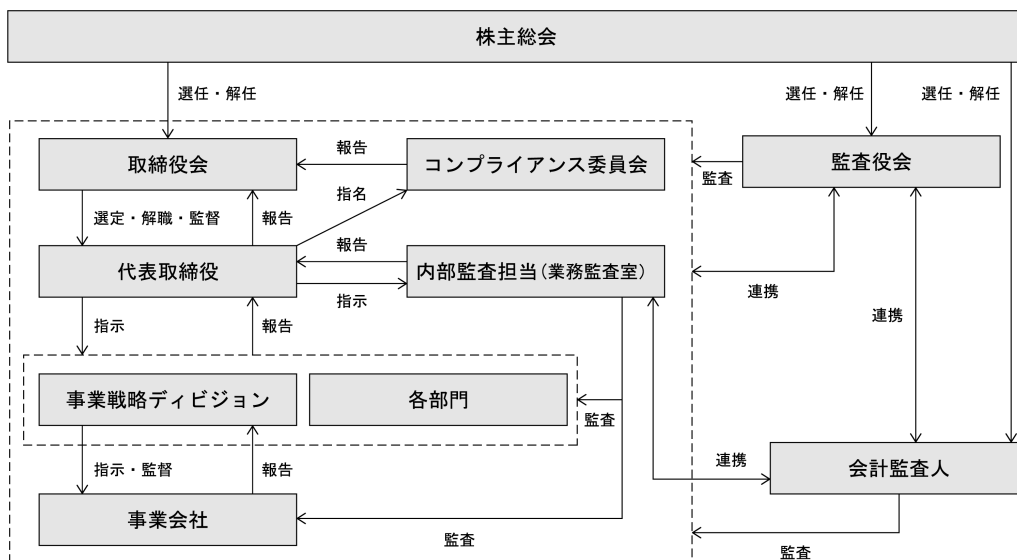 株主総会
選任・解任
選任・解任
選任・解任
取締役会
報告
コンプライアンス委員会
監査
監査役会
指名
選定・解職・監督
報告
報告
代表取締役
内部監査担当(業務監査室)
指示
連携
連携
指示
報告
事業戦略ディビジョン
各部門
監査
指示・監督
報告
連携
会計監査人
事業会社
監査
監査